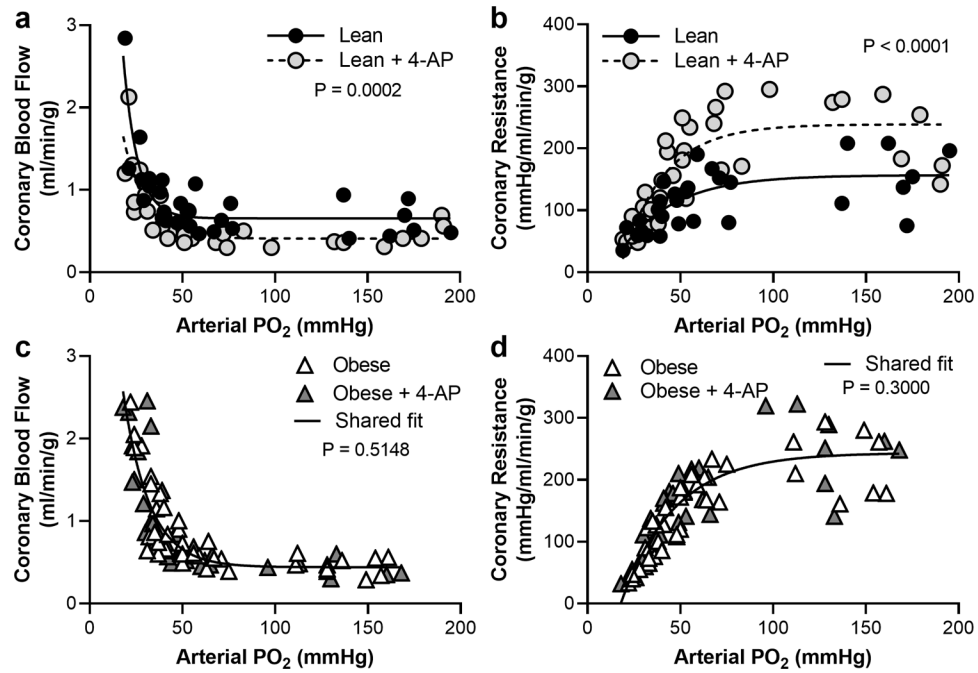 a
3
2
1
0
Coronary Blood Flow
(ml/min/g)
Lean
Lean + 4-AP
P = 0.0002
0 50 100 150 200
Arterial PO₂ (mmHg)
b
400
300
200
100
0
Coronary Resistance
(mmHg/ml/min/g)
Lean
Lean + 4-AP
P < 0.0001
0 50 100 150 200
Arterial PO₂ (mmHg)
c
3
2
1
0
Coronary Blood Flow
(ml/min/g)
Obese
Obese + 4-AP
Shared fit
P = 0.5148
0 50 100 150 200
Arterial PO₂ (mmHg)
d
400
300
200
100
0
Coronary Resistance
(mmHg/ml/min/g)
Obese
Obese + 4-AP
Shared fit
P = 0.3000
0 50 100 150 200
Arterial PO₂ (mmHg)